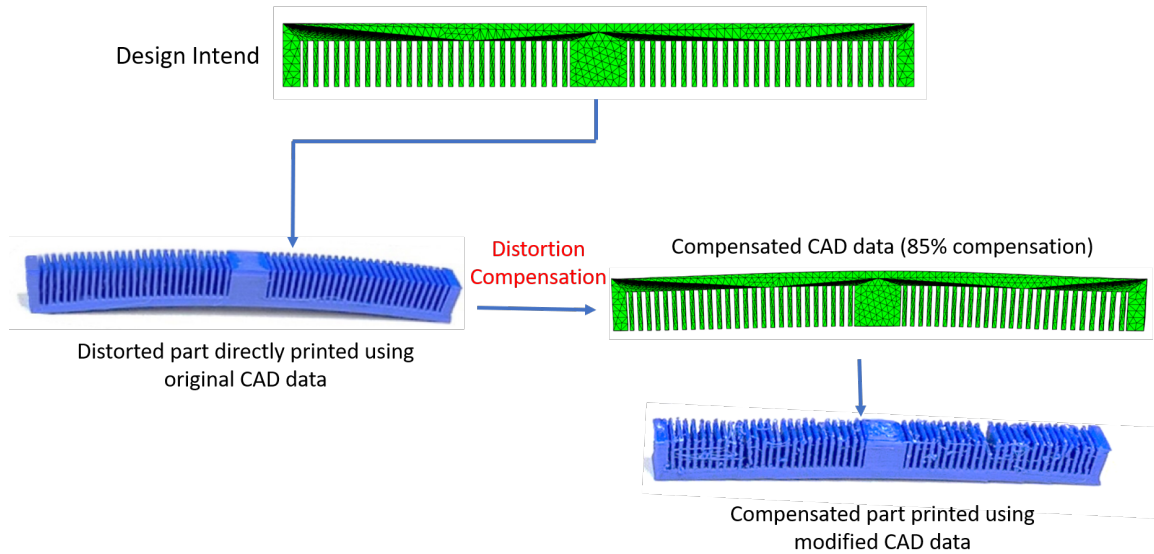 Design Intend
Distortion
Compensation
Compensated CAD data (85% compensation)
Distorted part directly printed using
original CAD data
Compensated part printed using
modified CAD data